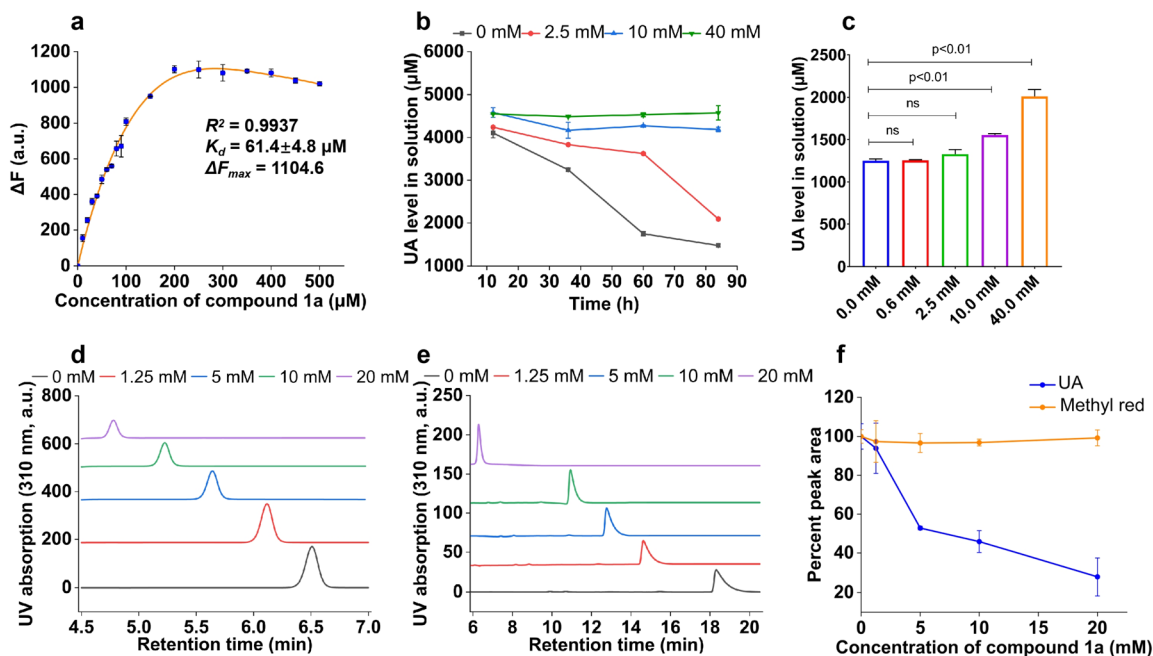 a
1200
1000
800
600
400
200
0
ΔF (a.u.)
R² = 0.9937
K_d = 61.4±4.8 μM
ΔF_max = 1104.6
0 100 200 300 400 500
Concentration of compound 1a (μM)
b
0 mM 2.5 mM 10 mM 40 mM
6000
5000
4000
3000
2000
1000
UA level in solution (μM)
0 10 20 30 40 50 60 70 80 90
Time (h)
c
2500
2000
1500
1000
500
0
UA level in solution (μM)
p<0.01
p<0.01
ns
ns
0.0 mM 0.6 mM 2.5 mM 10.0 mM 40.0 mM
d
0 mM 1.25 mM 5 mM 10 mM 20 mM
800
600
400
200
0
UV absorption (310 nm, a.u.)
4.5 5.0 5.5 6.0 6.5 7.0
Retention time (min)
e
0 mM 1.25 mM 5 mM 10 mM 20 mM
250
200
150
100
50
0
UV absorption (310 nm, a.u.)
6 8 10 12 14 16 18 20
Retention time (min)
f
UA
Methyl red
120
100
80
60
40
20
Percent peak area
0 5 10 15 20
Concentration of compound 1a (mM)